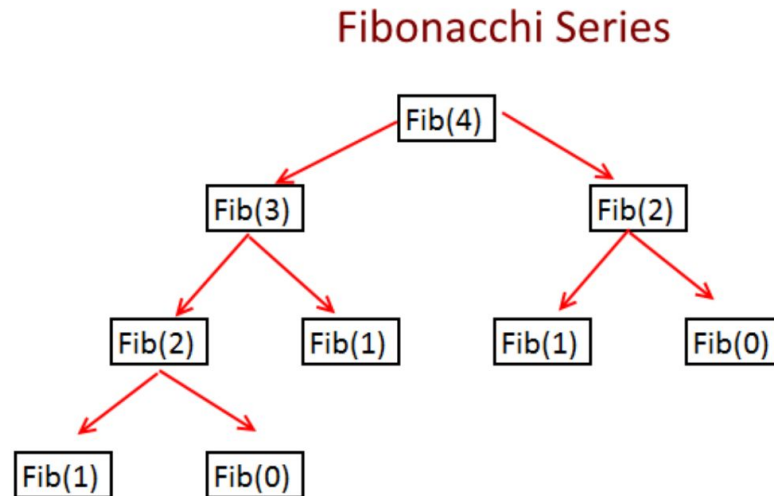 Fibonacchi Series
Fib(4)
Fib(3) Fib(2)
Fib(2) Fib(1) Fib(1) Fib(0)
Fib(1) Fib(0)